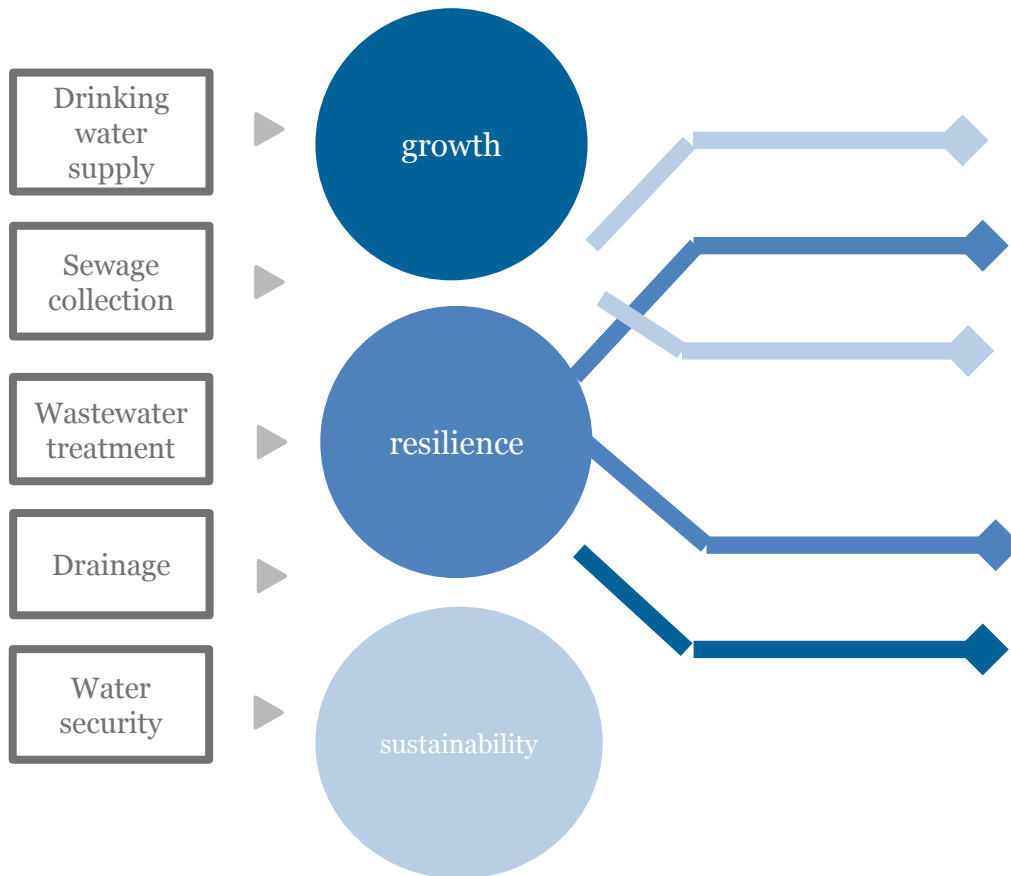 Drinking
water
supply
Sewage
collection
Wastewater
treatment
Drainage
Water
security
growth
resilience
sustainability